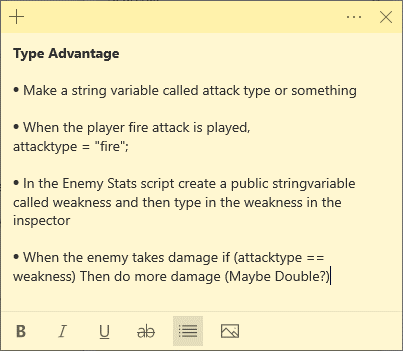 Type Advantage
• Make a string variable called attack type or something
• When the player fire attack is played,
attacktype = "fire";
• In the Enemy Stats script create a public stringvariable
called weakness and then type in the weakness in the
inspector
• When the enemy takes damage if (attacktype ==
weakness) Then do more damage (Maybe Double?)
B I U ab